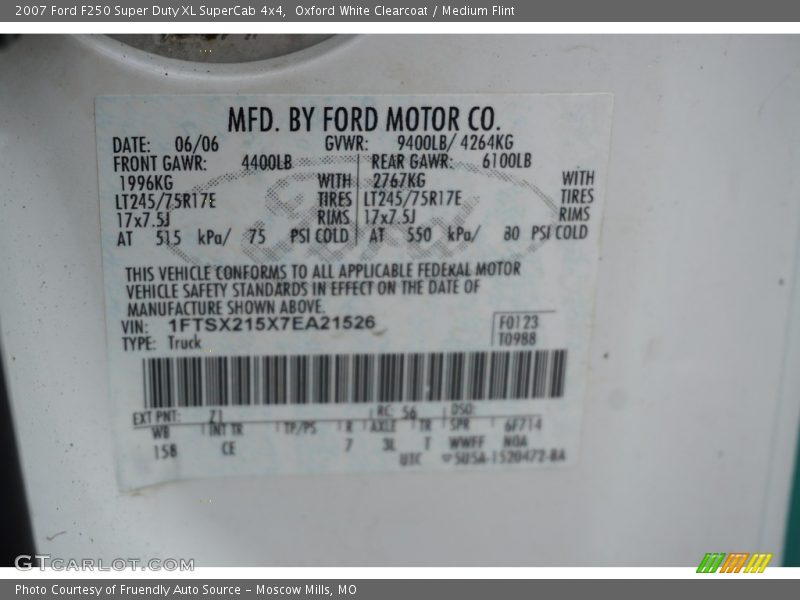 2007 Ford F250 Super Duty XL SuperCab 4x4,  Oxford White Clearcoat / Medium Flint
MFD. BY FORD MOTOR CO.
DATE: 06/06 GVWR: 9400LB/ 4264KG
FRONT GAWR: 4400LB REAR GAWR: 6100LB
1996KG WITH 2767KG WITH
LT245/75R17E TIRES LT245/75R17E TIRES
17x7.5J RIMS 17x7.5J RIMS
AT 515 kPa/ 75 PSI COLD AT 550 kPa/ 80 PSI COLD
THIS VEHICLE CONFORMS TO ALL APPLICABLE FEDERAL MOTOR
VEHICLE SAFETY STANDARDS IN EFFECT ON THE DATE OF
MANUFACTURE SHOWN ABOVE.
VIN: 1FTSX215X7EA21526 F0123
TYPE: Truck T0988
EXT PNT: Z1 RC: 56 DSO:
WB INT TR TP/PS R AXLE TR SPR 6F714
158 CE 7 3L T WWFF NOA
UTC 5U5A-1520472-BA
GTCARLOT.COM
Photo Courtesy of Fruendly Auto Source – Moscow Mills, MO